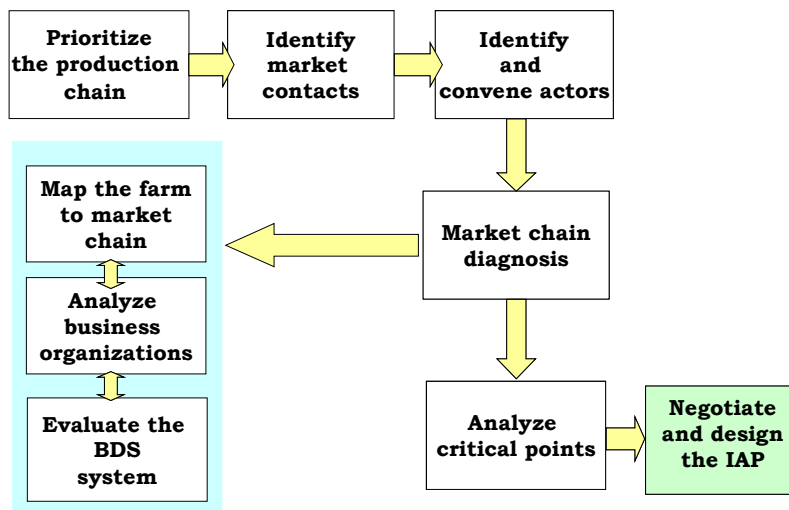 Prioritize
the production
chain
Identify
market
contacts
Identify
and
convene actors
Map the farm
to market
chain
Market chain
diagnosis
Analyze
business
organizations
Evaluate the
BDS
system
Analyze
critical points
Negotiate
and design
the IAP